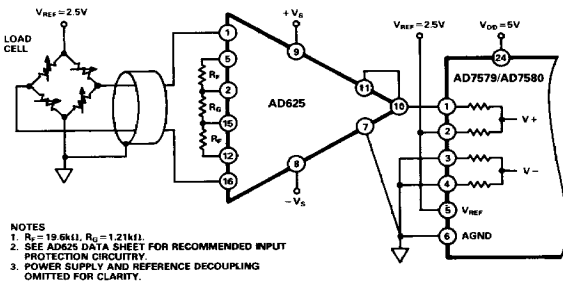 V_REF = 2.5V
LOAD
CELL
+V_S
V_REF = 2.5V
V_DD = 5V
1
5
2
15
12
16
R_F
R_G
R_F
9
11
10
7
8
AD625
-V_S
24
AD7579/AD7580
1
2
3
4
5
6
V+
V-
V_REF
AGND
NOTES
1. R_F = 19.6kΩ, R_G = 1.21kΩ.
2. SEE AD625 DATA SHEET FOR RECOMMENDED INPUT
PROTECTION CIRCUITRY.
3. POWER SUPPLY AND REFERENCE DECOUPLING
OMITTED FOR CLARITY.